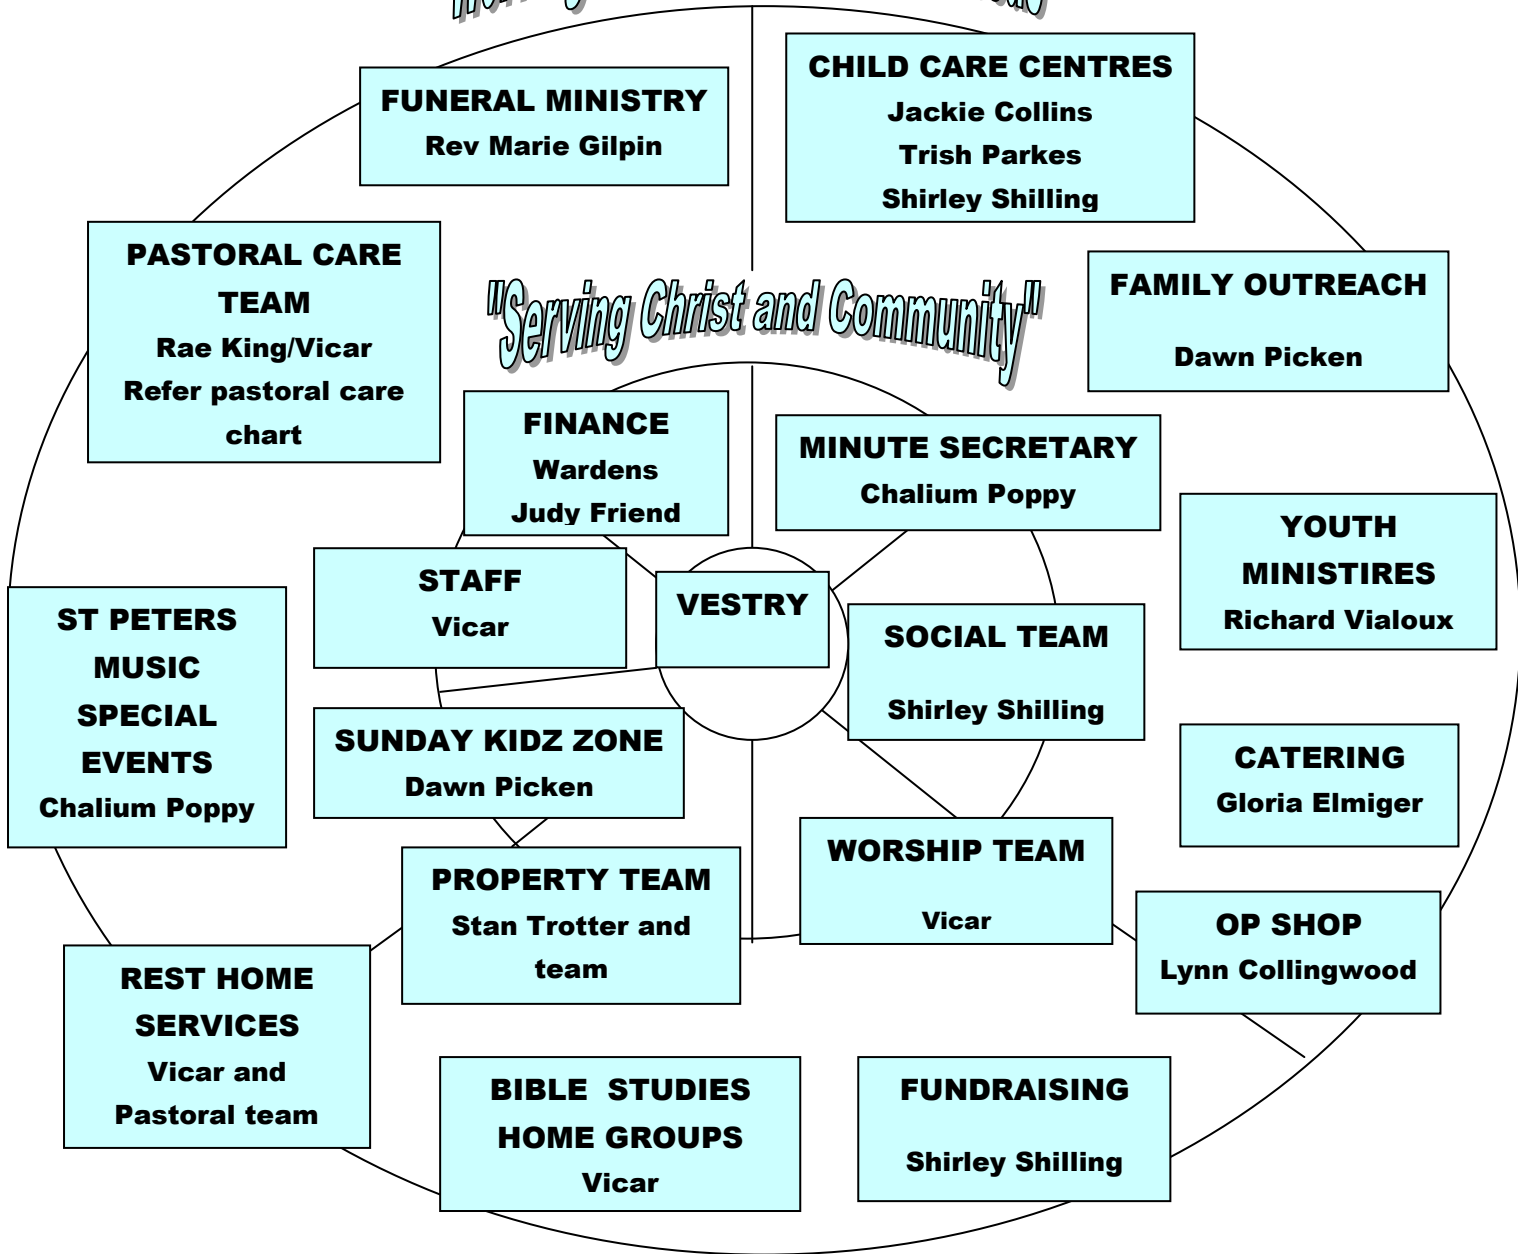 FUNERAL MINISTRY
Rev Marie Gilpin
CHILD CARE CENTRES
Jackie Collins
Trish Parkes
Shirley Shilling
PASTORAL CARE
TEAM
Rae King/Vicar
Refer pastoral care
chart
"Serving Christ and Community"
FAMILY OUTREACH
Dawn Picken
FINANCE
Wardens
Judy Friend
MINUTE SECRETARY
Chalium Poppy
YOUTH
MINISTIRES
Richard Vialoux
STAFF
Vicar
VESTRY
SOCIAL TEAM
Shirley Shilling
ST PETERS
MUSIC
SPECIAL
EVENTS
Chalium Poppy
SUNDAY KIDZ ZONE
Dawn Picken
CATERING
Gloria Elmiger
PROPERTY TEAM
Stan Trotter and
team
WORSHIP TEAM
Vicar
OP SHOP
Lynn Collingwood
REST HOME
SERVICES
Vicar and
Pastoral team
BIBLE  STUDIES
HOME GROUPS
Vicar
FUNDRAISING
Shirley Shilling